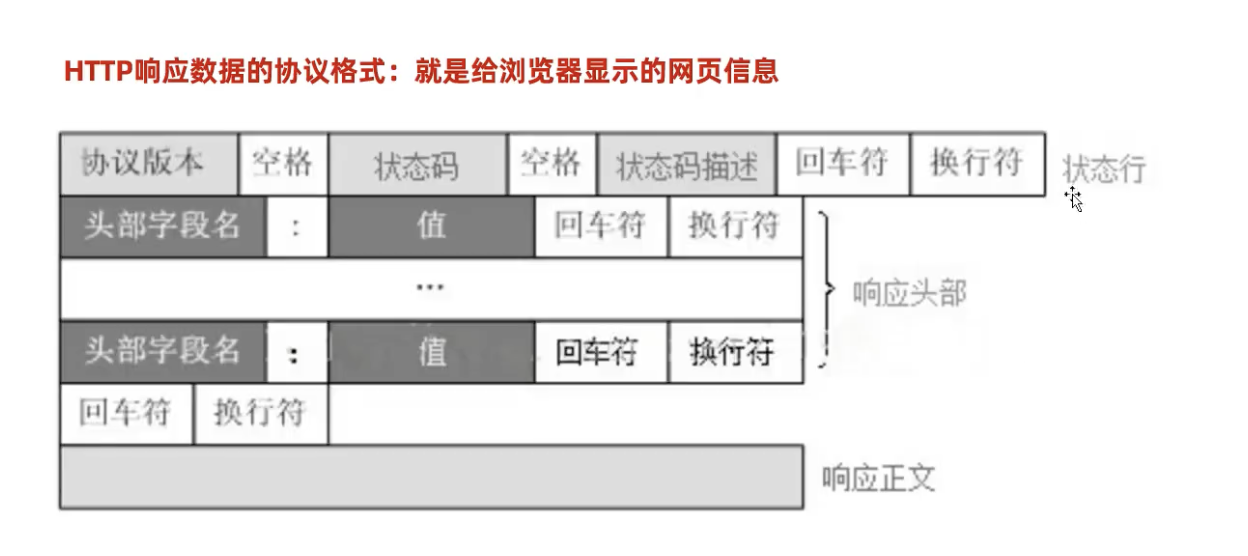 HTTP响应数据的协议格式：就是给浏览器显示的网页信息
协议版本 空格 状态码 空格 状态码描述 回车符 换行符 状态行
头部字段名 : 值 回车符 换行符
...
响应头部
头部字段名 : 值 回车符 换行符
回车符 换行符
响应正文